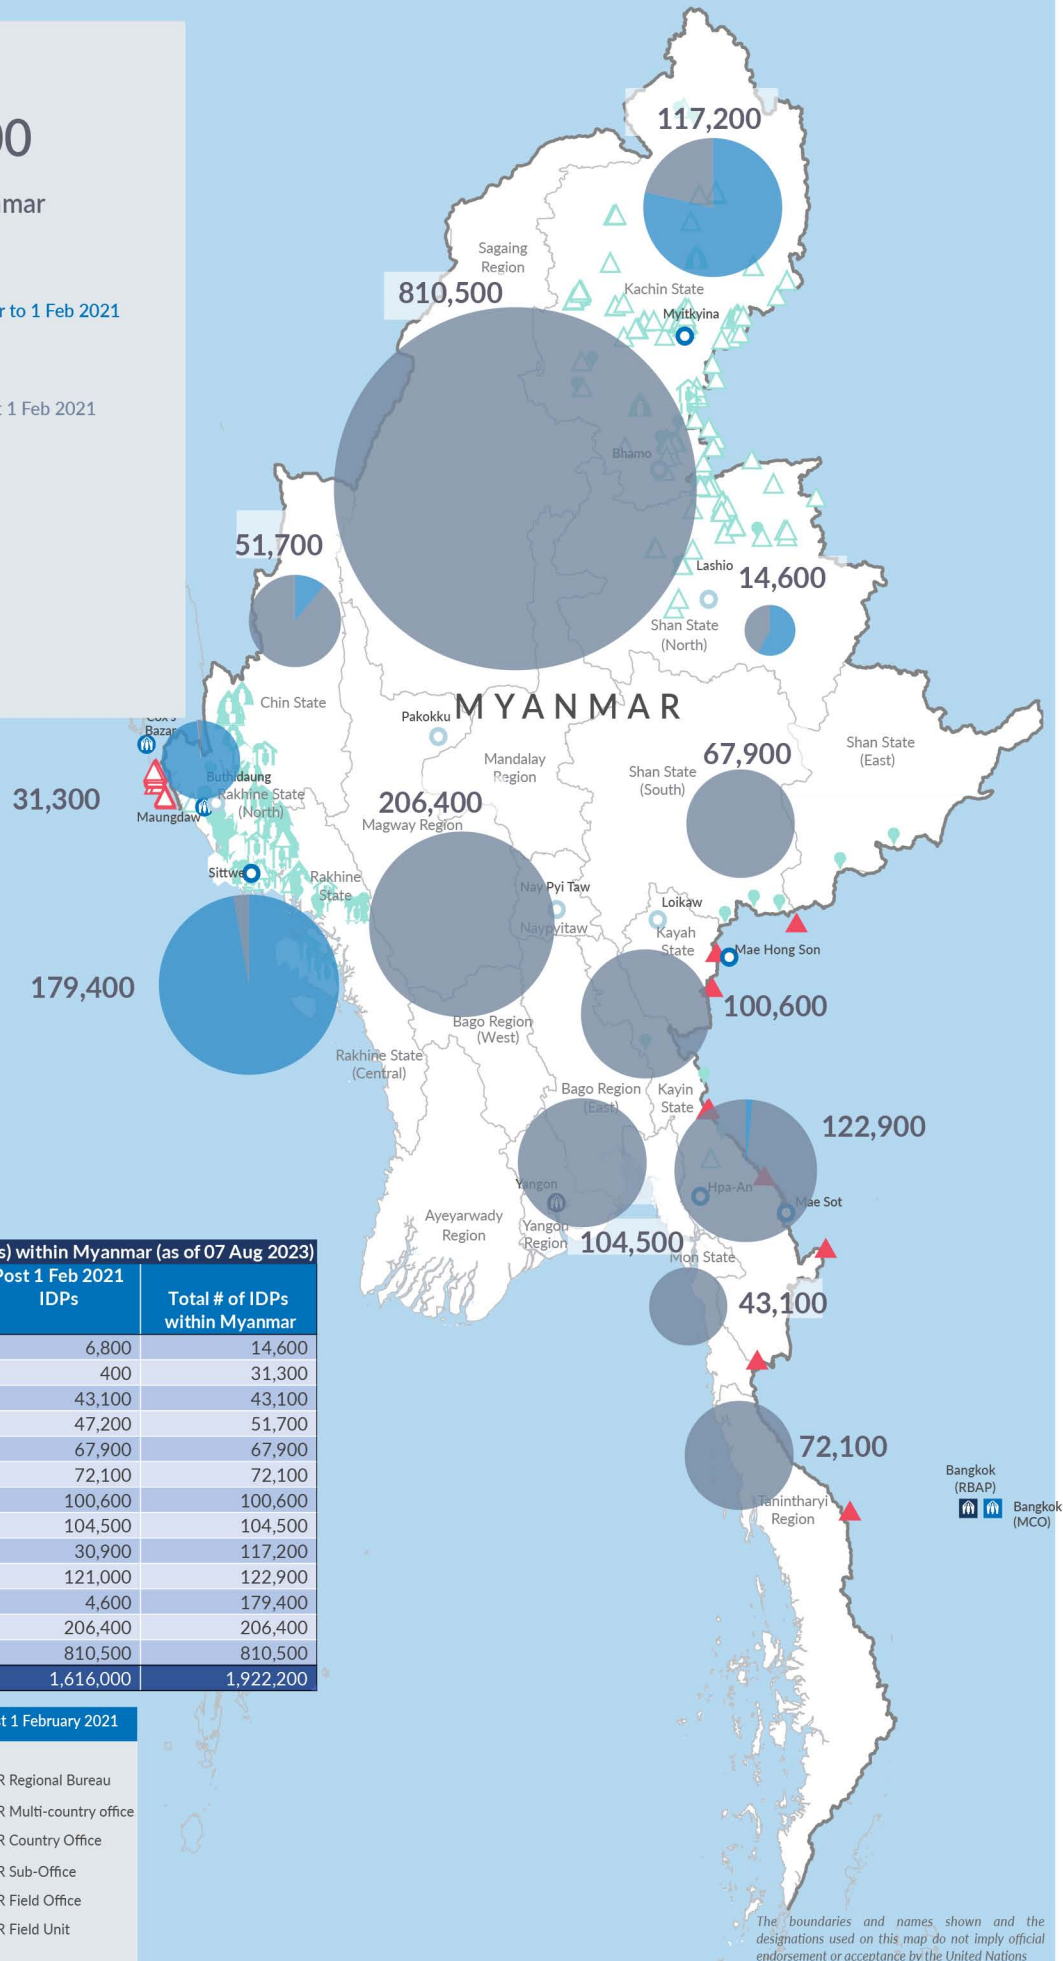 00
mar
r to 1 Feb 2021
t 1 Feb 2021
117,200
Sagaing
Region
810,500
Kachin State
Myitkyina
Bhamo
51,700
Lashio
14,600
Shan State
(North)
Chin State
MYANMAR
Pakokku
Cox's
Bazar
Mandalay
Region
Shan State
(South)
67,900
Shan State
(East)
Buthidaung
Rakhine State
(North)
31,300
Maungdaw
206,400
Magway Region
Sittwe
Rakhine
State
Nay Pyi Taw
Naypyitaw
Loikaw
Kayah
State
Mae Hong Son
179,400
100,600
Bago Region
(West)
Rakhine State
(Central)
Bago Region
(East)
Kayin
State
122,900
Yangon
Hpa-An
Mae Sot
Ayeyarwady
Region
Yangon
Region
104,500
Mon State
43,100
72,100
Tanintharyi
Region
Bangkok
(RBAP)
Bangkok
(MCO)
s) within Myanmar (as of 07 Aug 2023)
Post 1 Feb 2021
IDPs
Total # of IDPs
within Myanmar
6,800 14,600
400 31,300
43,100 43,100
47,200 51,700
67,900 67,900
72,100 72,100
100,600 100,600
104,500 104,500
30,900 117,200
121,000 122,900
4,600 179,400
206,400 206,400
810,500 810,500
1,616,000 1,922,200
st 1 February 2021
R Regional Bureau
R Multi-country office
R Country Office
R Sub-Office
R Field Office
R Field Unit
The boundaries and names shown and the
designations used on this map do not imply official
endorsement or acceptance by the United Nations